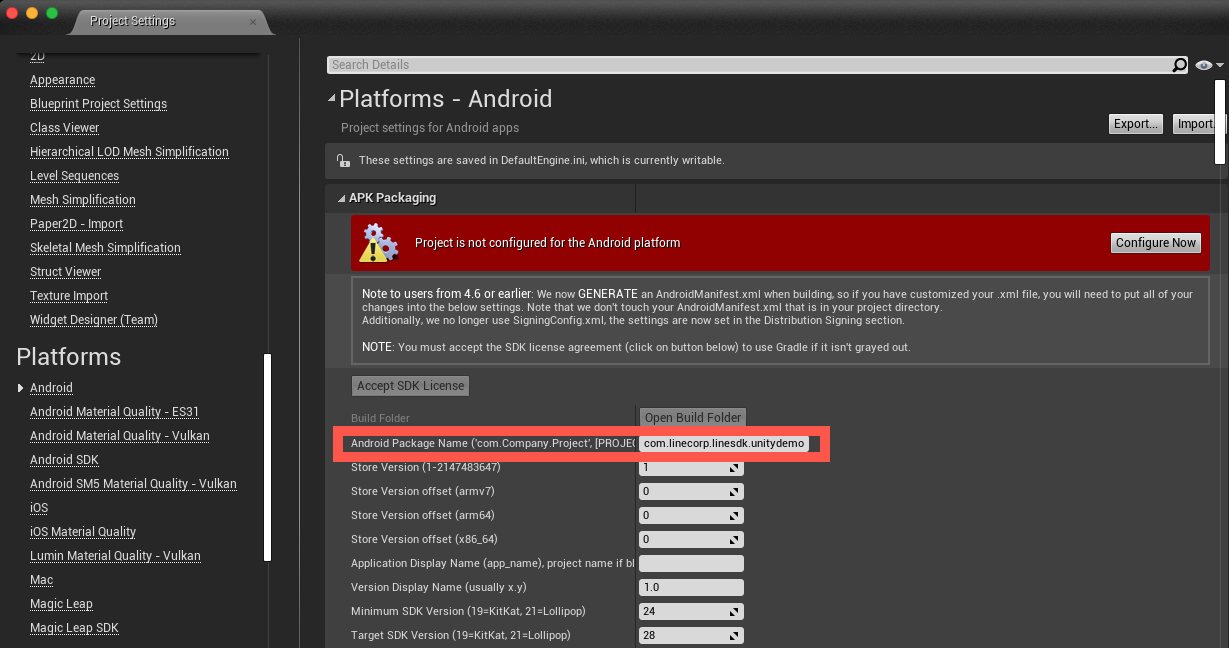 Project Settings
2D
Appearance
Blueprint Project Settings
Class Viewer
Hierarchical LOD Mesh Simplification
Level Sequences
Mesh Simplification
Paper2D - Import
Skeletal Mesh Simplification
Struct Viewer
Texture Import
Widget Designer (Team)
Platforms
Android
Android Material Quality - ES31
Android Material Quality - Vulkan
Android SDK
Android SM5 Material Quality - Vulkan
iOS
iOS Material Quality
Lumin Material Quality - Vulkan
Mac
Magic Leap
Magic Leap SDK
Search Details
Platforms - Android
Project settings for Android apps
Export...
Import.
These settings are saved in DefaultEngine.ini, which is currently writable.
APK Packaging
Project is not configured for the Android platform
Configure Now
Note to users from 4.6 or earlier: We now GENERATE an AndroidManifest.xml when building, so if you have customized your .xml file, you will need to put all of your
changes into the below settings. Note that we don't touch your AndroidManifest.xml that is in your project directory.
Additionally, we no longer use SigningConfig.xml, the settings are now set in the Distribution Signing section.
NOTE: You must accept the SDK license agreement (click on button below) to use Gradle if it isn't grayed out.
Accept SDK License
Build Folder
Open Build Folder
Android Package Name ('com.Company.Project', [PROJEC
com.linecorp.linesdk.unitydemo
Store Version (1-2147483647)
1
Store Version offset (armv7)
0
Store Version offset (arm64)
0
Store Version offset (x86_64)
0
Application Display Name (app_name), project name if bl
Version Display Name (usually x.y)
1.0
Minimum SDK Version (19=KitKat, 21=Lollipop)
24
Target SDK Version (19=KitKat, 21=Lollipop)
28